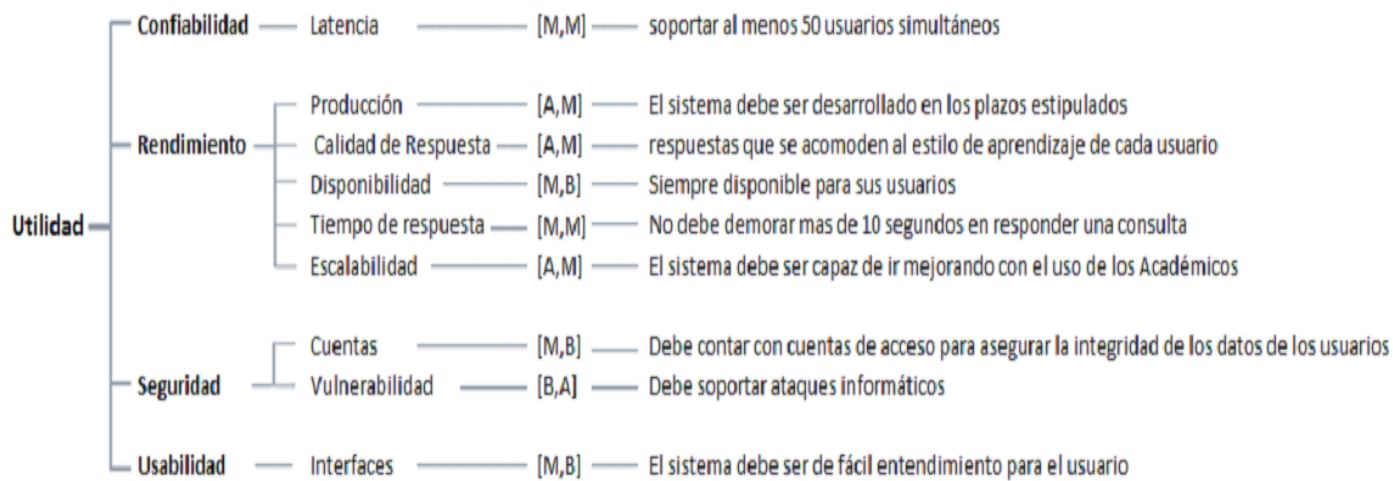 Confiabilidad Latencia [M,M] soportar al menos 50 usuarios simultáneos
Producción [A,M] El sistema debe ser desarrollado en los plazos estipulados
Rendimiento Calidad de Respuesta [A,M] respuestas que se acomoden al estilo de aprendizaje de cada usuario
Disponibilidad [M,B] Siempre disponible para sus usuarios
Utilidad Tiempo de respuesta [M,M] No debe demorar mas de 10 segundos en responder una consulta
Escalabilidad [A,M] El sistema debe ser capaz de ir mejorando con el uso de los Académicos
Cuentas [M,B] Debe contar con cuentas de acceso para asegurar la integridad de los datos de los usuarios
Seguridad Vulnerabilidad [B,A] Debe soportar ataques informáticos
Usabilidad Interfaces [M,B] El sistema debe ser de fácil entendimiento para el usuario